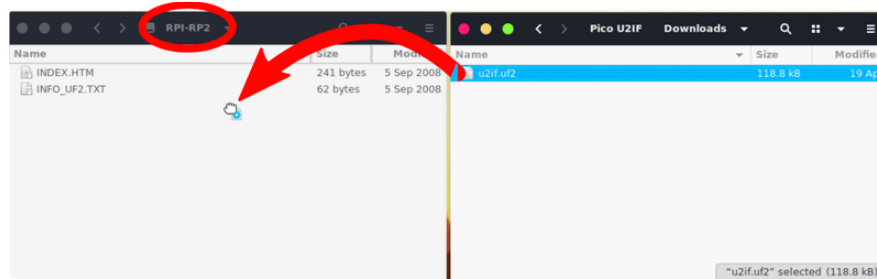 RPI-RP2
Name Size
INDEX.HTM 241 bytes 5 Sep 2008
INFO_UF2.TXT 62 bytes 5 Sep 2008
Pico U2IF Downloads
Name Size Modifie
u2if.uf2 118.8 kB 19 Ap
"u2if.uf2" selected (118.8 kB)